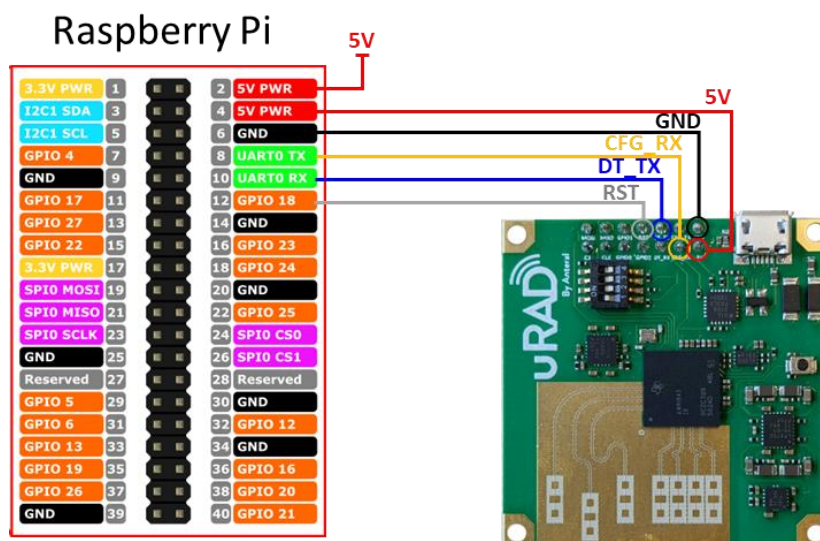 Raspberry Pi
5V
3.3V PWR 1 2 5V PWR
I2C1 SDA 3 4 5V PWR
5V
I2C1 SCL 5 6 GND
GND
GPIO 4 7 8 UART0 TX
CFG_RX
GND 9 10 UART0 RX
DT_TX
GPIO 17 11 12 GPIO 18
RST
GPIO 27 13 14 GND
GPIO 22 15 16 GPIO 23
3.3V PWR 17 18 GPIO 24
SPI0 MOSI 19 20 GND
SPI0 MISO 21 22 GPIO 25
SPI0 SCLK 23 24 SPI0 CS0
GND 25 26 SPI0 CS1
Reserved 27 28 Reserved
GPIO 5 29 30 GND
GPIO 6 31 32 GPIO 12
GPIO 13 33 34 GND
GPIO 19 35 36 GPIO 16
GPIO 26 37 38 GPIO 20
GND 39 40 GPIO 21
uRAD
By Anteral